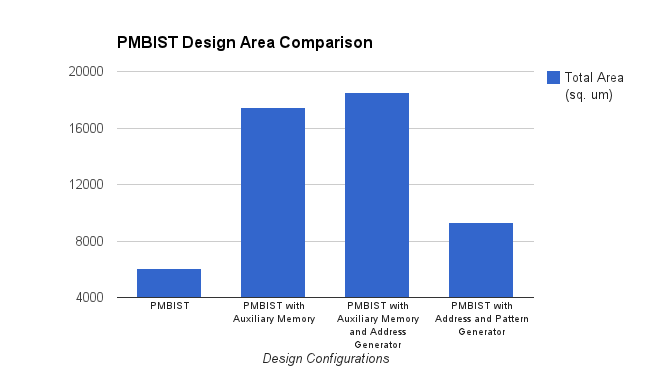 PMBIST Design Area Comparison
20000
16000
12000
8000
4000
Total Area
(sq. um)
PMBIST
PMBIST with
Auxiliary Memory
PMBIST with
Auxiliary Memory
and Address
Generator
PMBIST with
Address and Pattern
Generator
Design Configurations